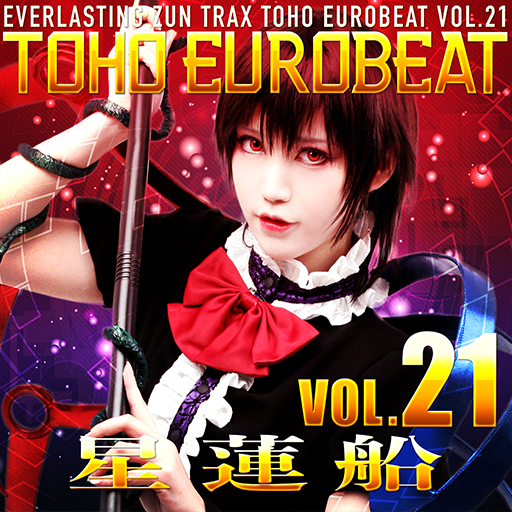 EVERLASTING ZUN TRAX TOHO EUROBEAT VOL.21
TOHO EUROBEAT
VOL.21
星蓮船